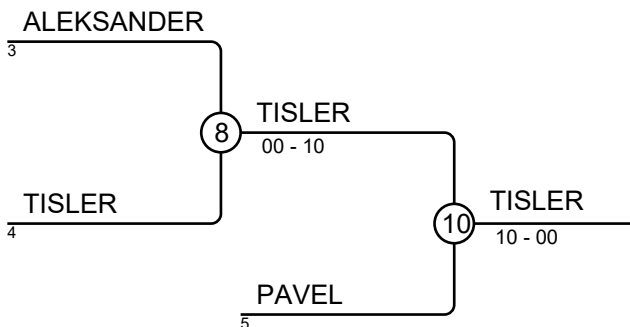 ALEKSANDER
3
8
TISLER
00 - 10
TISLER
4
10
TISLER
10 - 00
PAVEL
5